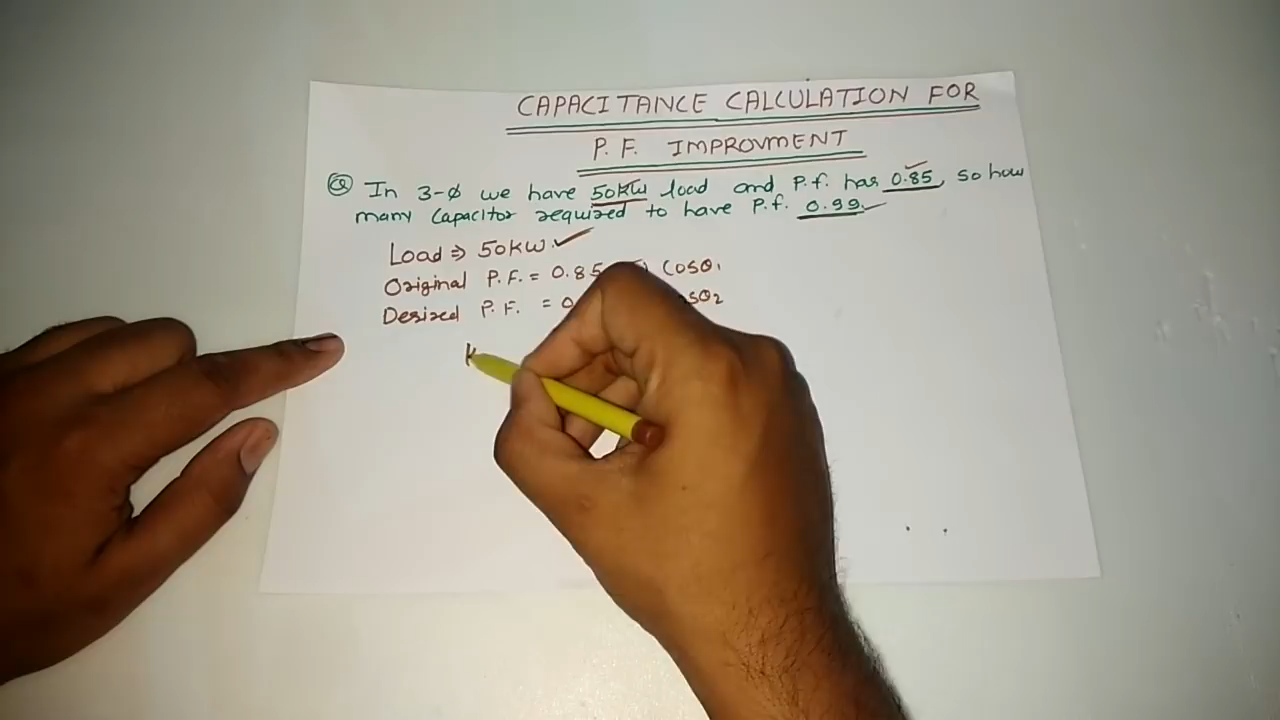 CAPACITANCE CALCULATION FOR
P.F. IMPROVMENT
Q In 3-ϕ we have 50kw load and P.f. has 0.85, so how
many capacitor required to have P.f. 0.99
Load ⇒ 50kw.
Original P.F. = 0.85 Cosθ1
Desired P.F. = 0